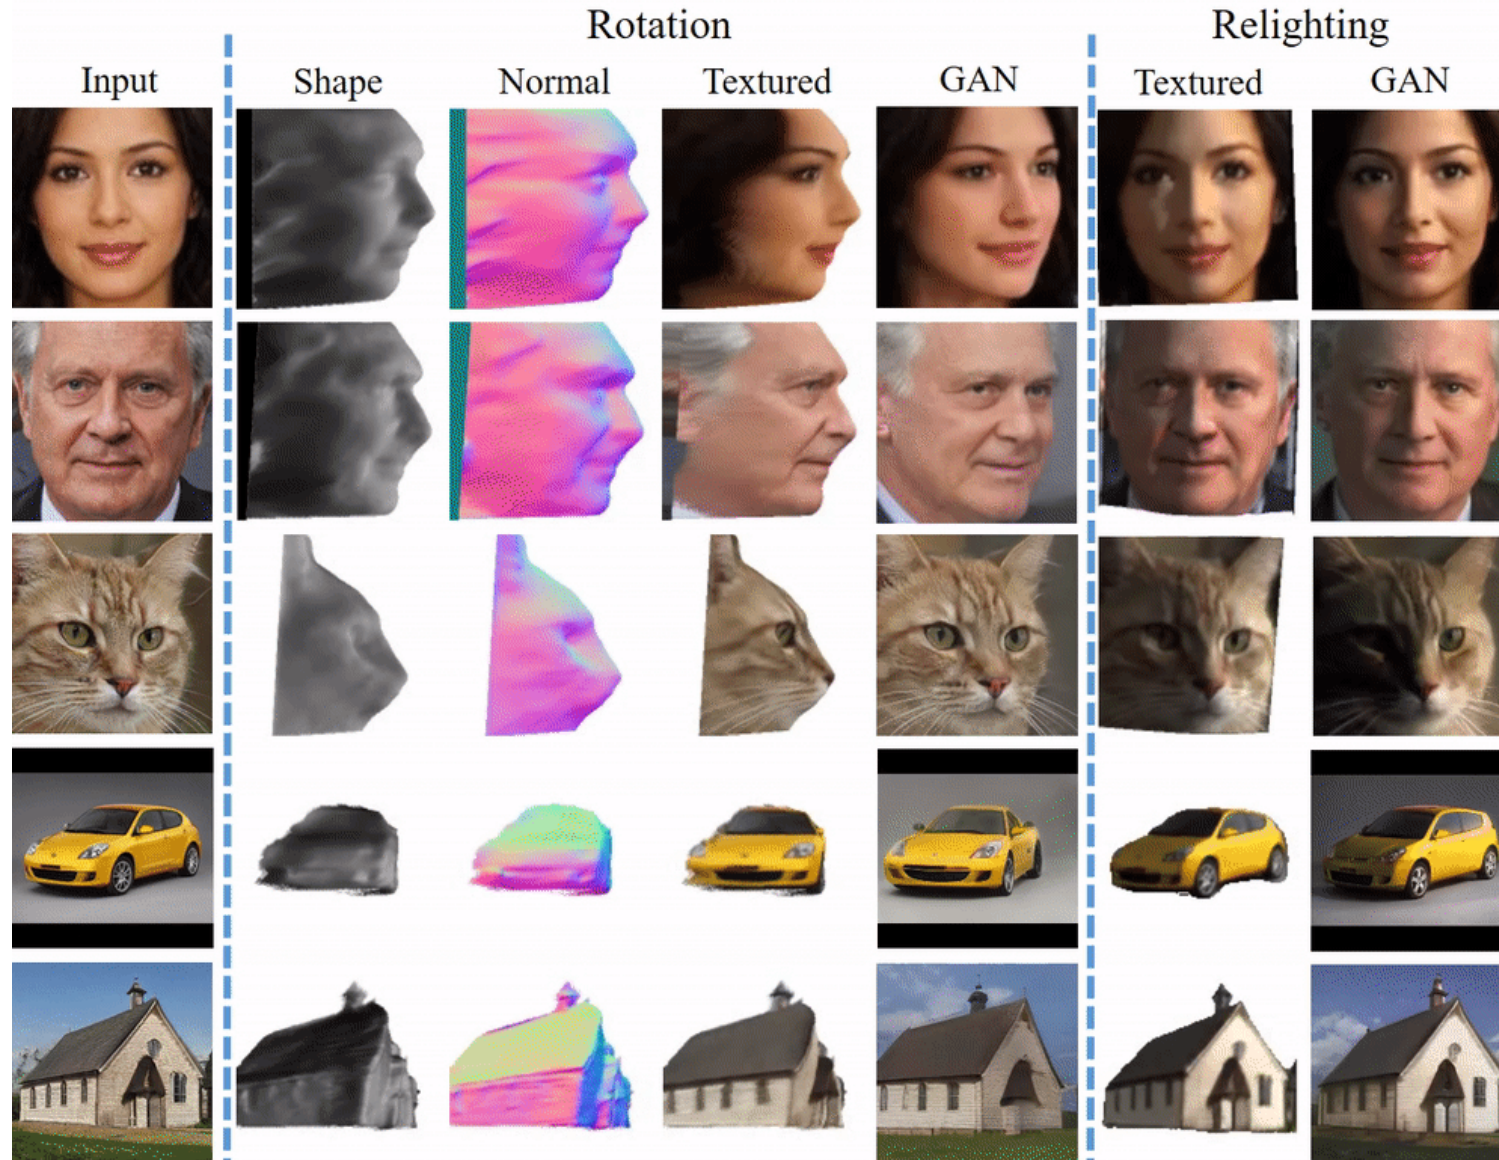 Rotation
Relighting
Input
Shape
Normal
Textured
GAN
Textured
GAN